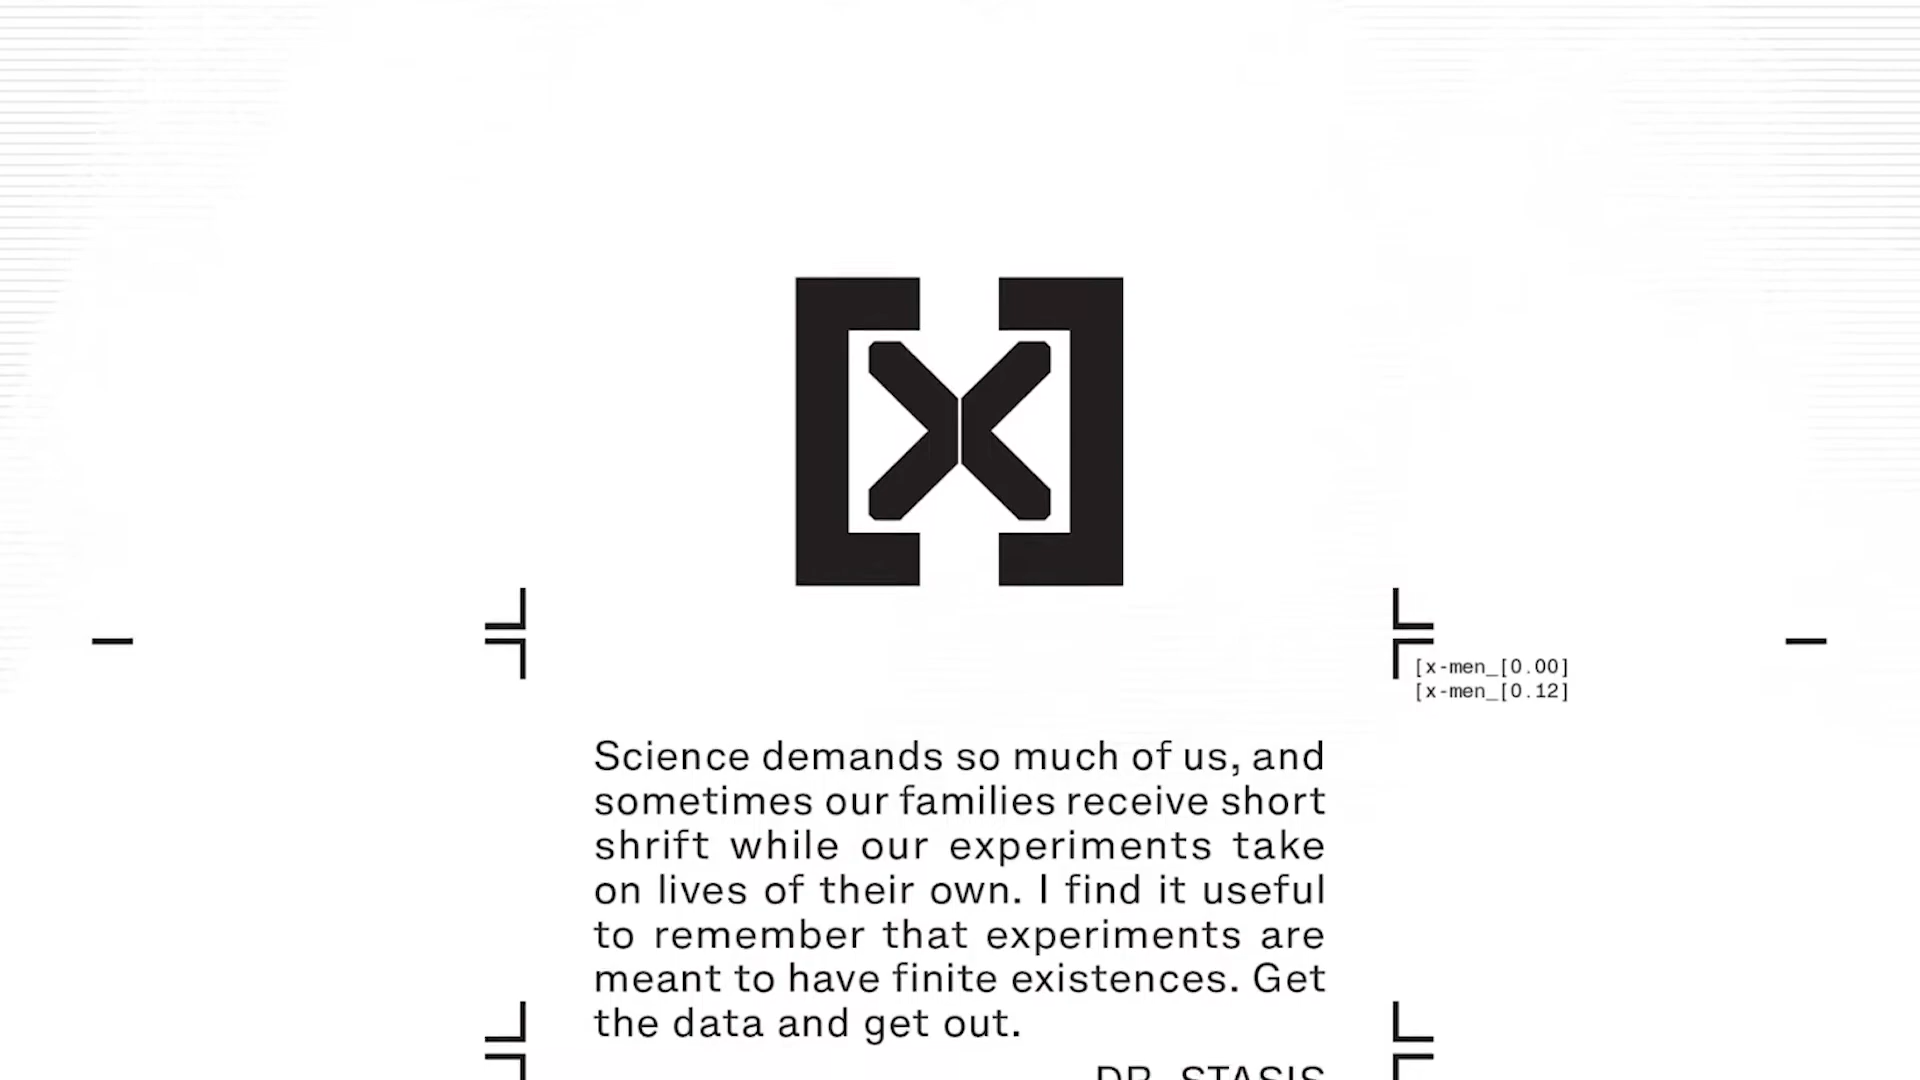 [X]
[x-men_[0.00]
[x-men_[0.12]
Science demands so much of us, and
sometimes our families receive short
shrift while our experiments take
on lives of their own. I find it useful
to remember that experiments are
meant to have finite existences. Get
the data and get out.
DR. STASIS